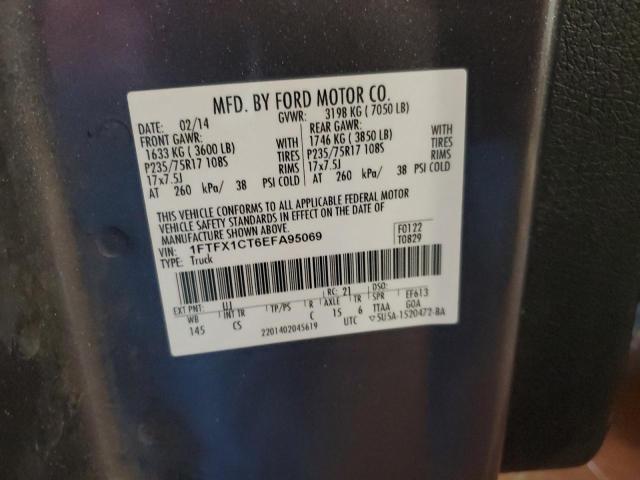 MFD. BY FORD MOTOR CO.
DATE: 02/14 GVWR: 3198 KG ( 7050 LB)
FRONT GAWR: REAR GAWR:
1633 KG ( 3600 LB) WITH 1746 KG ( 3850 LB) WITH
P235/75R17 108S TIRES P235/75R17 108S TIRES
17x7.5J RIMS 17x7.5J RIMS
AT 260 kPa/ 38 PSI COLD AT 260 kPa/ 38 PSI COLD
THIS VEHICLE CONFORMS TO ALL APPLICABLE FEDERAL MOTOR
VEHICLE SAFETY STANDARDS IN EFFECT ON THE DATE OF
MANUFACTURE SHOWN ABOVE.
VIN: 1FTFX1CT6EFA95069 F0122
TYPE: Truck T0829
EXT PNT: UJ RC: 21 DSO:
WB INT TR TP/PS R AXLE TR SPR EF613
145 CS C 15 6 TTAA GOA
2201402045619 UTC 5U5A-1520472-BA